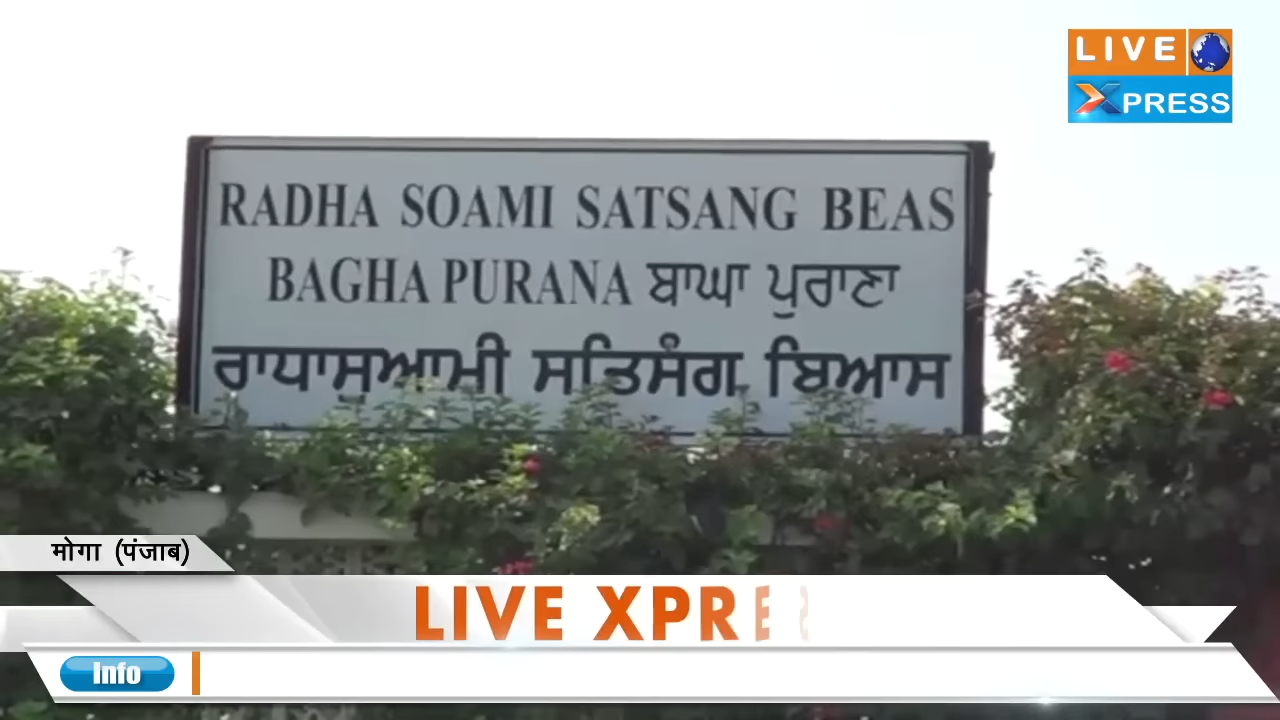 LIVE
XPRESS
RADHA SOAMI SATSANG BEAS
BAGHA PURANA ਬਾਘਾ ਪੁਰਾਣਾ
ਰਾਧਾਸੁਆਮੀ ਸਤਿਸੰਗ ਬਿਆਸ
मोगा (पंजाब)
LIVE XPRE
Info